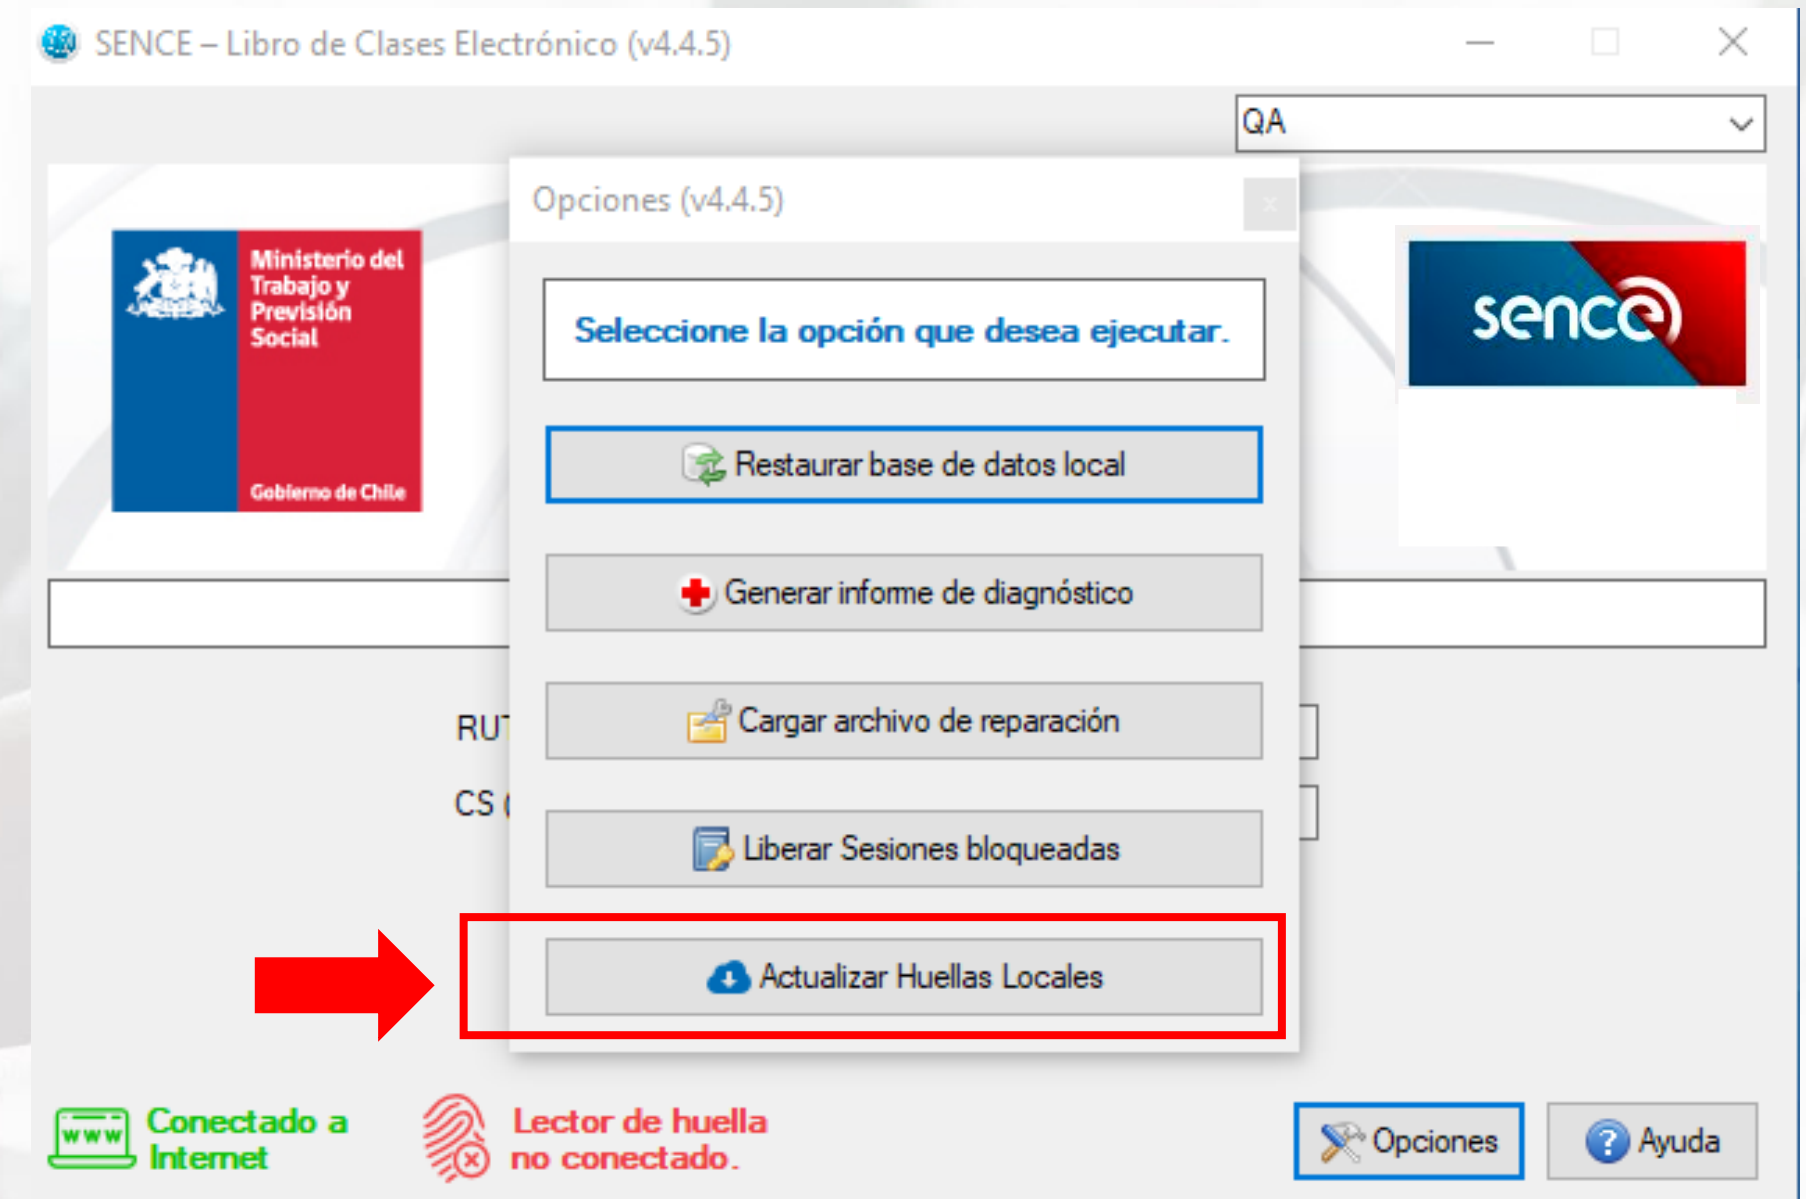 SENCE – Libro de Clases Electrónico (v4.4.5)
QA
Opciones (v4.4.5)
x
Ministerio del
Trabajo y
Previsión
Social
Gobierno de Chile
sence
Seleccione la opción que desea ejecutar.
Restaurar base de datos local
Generar informe de diagnóstico
Cargar archivo de reparación
RUT
CS (
Liberar Sesiones bloqueadas
Actualizar Huellas Locales
www
Conectado a
Internet
Lector de huella
no conectado.
Opciones
? Ayuda